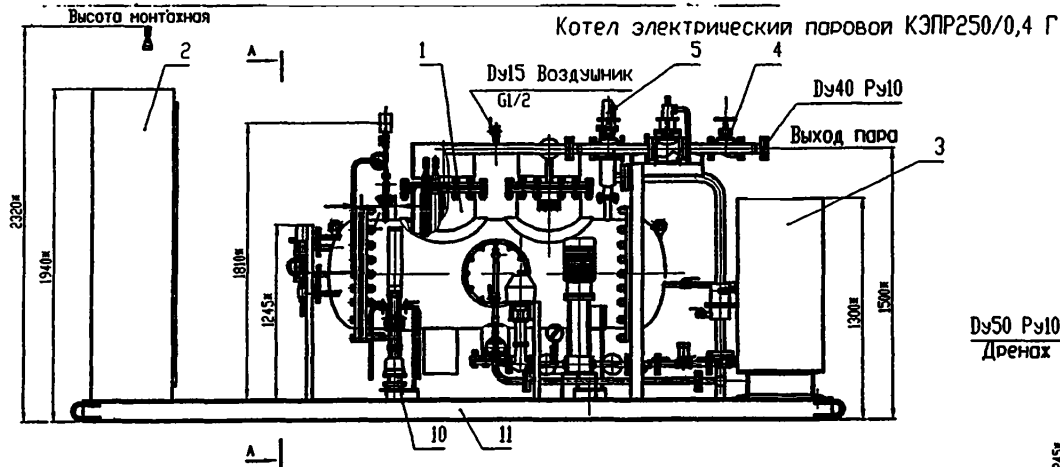 Высота монтажная
Котел электрический паровой КЭПР250/0,4 Г
2
A
1
Dy15 Воздушник
G1/2
5
4
Dy40 Py10
Выход пара
3
2320*
1940*
1810*
1245*
1300*
1500*
Dy50 Py10
Дренаж
10
11
A